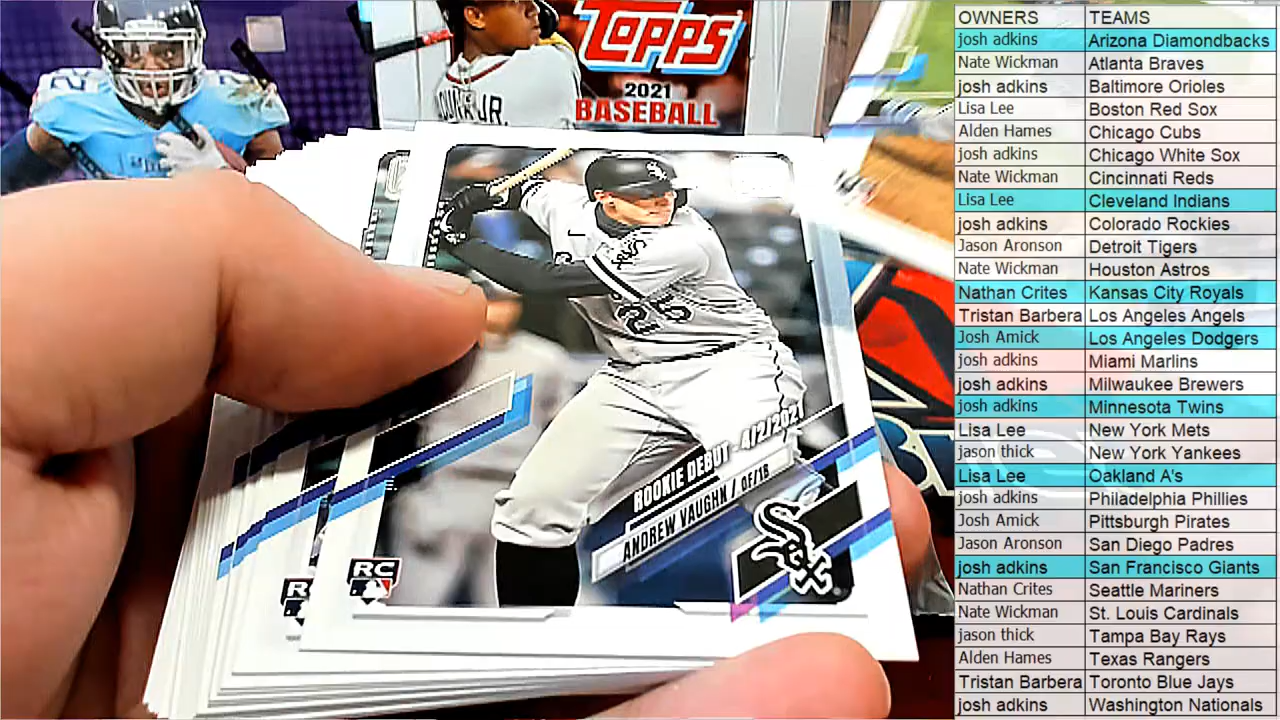 TOPPS
2021
BASEBALL
JR.
25
ROOKIE DEBUT - 4/2/2021
ANDREW VAUGHN / OF/1B
Sox
RC
OWNERS TEAMS
josh adkins Arizona Diamondbacks
Nate Wickman Atlanta Braves
josh adkins Baltimore Orioles
Lisa Lee Boston Red Sox
Alden Hames Chicago Cubs
josh adkins Chicago White Sox
Nate Wickman Cincinnati Reds
Lisa Lee Cleveland Indians
josh adkins Colorado Rockies
Jason Aronson Detroit Tigers
Nate Wickman Houston Astros
Nathan Crites Kansas City Royals
Tristan Barbera Los Angeles Angels
Josh Amick Los Angeles Dodgers
josh adkins Miami Marlins
josh adkins Milwaukee Brewers
josh adkins Minnesota Twins
Lisa Lee New York Mets
jason thick New York Yankees
Lisa Lee Oakland A's
josh adkins Philadelphia Phillies
Josh Amick Pittsburgh Pirates
Jason Aronson San Diego Padres
josh adkins San Francisco Giants
Nathan Crites Seattle Mariners
Nate Wickman St. Louis Cardinals
jason thick Tampa Bay Rays
Alden Hames Texas Rangers
Tristan Barbera Toronto Blue Jays
josh adkins Washington Nationals